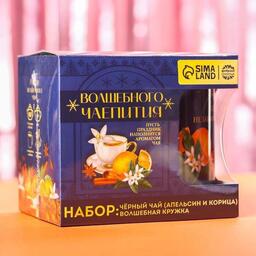 SIMA
LAND
ВОЛШЕБНОГО
ЧАЕПИТИЯ
ПУСТЬ
ПРАЗДНИК
НАПОЛНИТСЯ
АРОМАТОМ
ЧАЯ
НАБОР:
ЧЁРНЫЙ ЧАЙ (АПЕЛЬСИН И КОРИЦА)
ВОЛШЕБНАЯ КРУЖКА